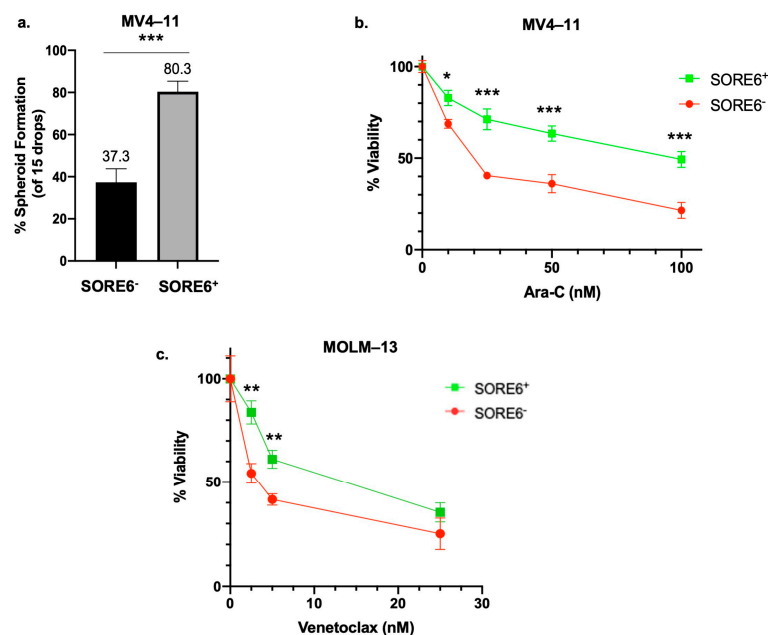 a.
MV4–11
***
% Spheroid Formation
(of 15 drops)
100
80
60
40
20
0
37.3
80.3
SORE6-
SORE6+
b.
MV4–11
% Viability
100
50
0
*
***
***
***
SORE6+
SORE6-
0
50
100
Ara-C (nM)
c.
MOLM–13
% Viability
100
50
0
**
**
SORE6+
SORE6-
0
10
20
30
Venetoclax (nM)